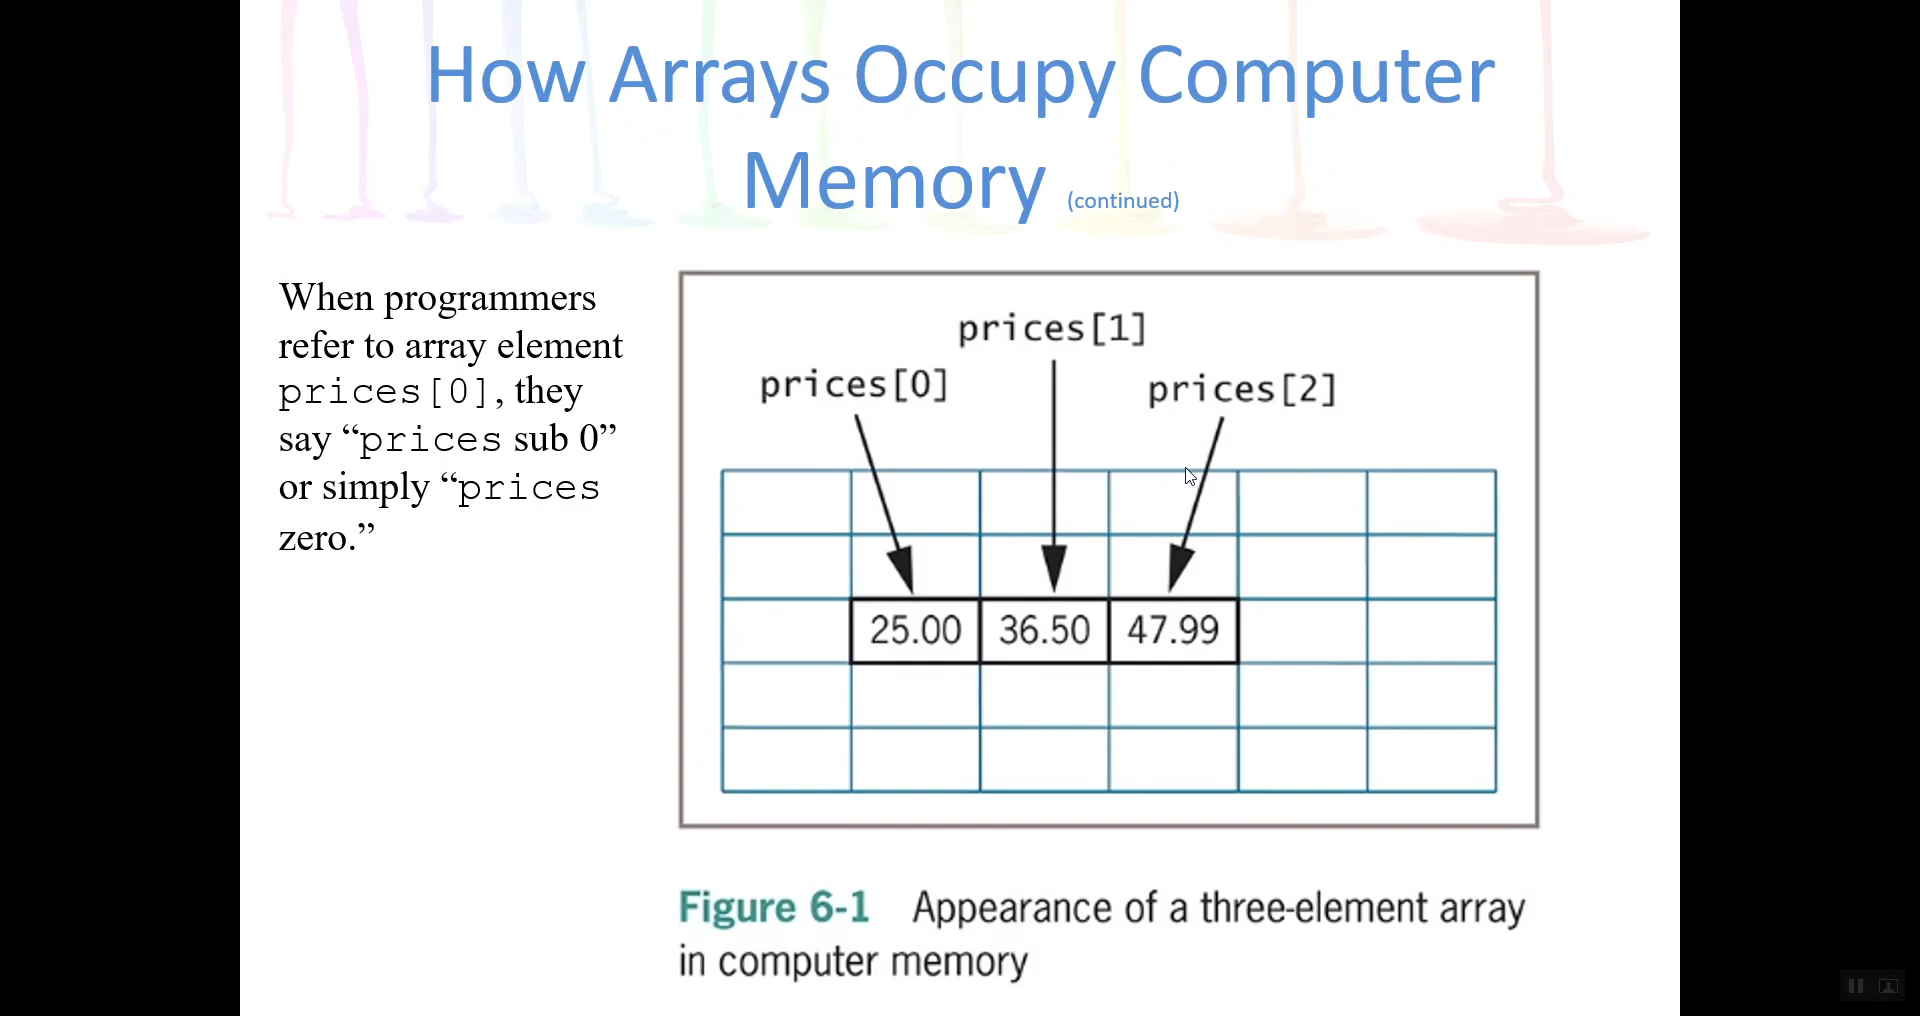 How Arrays Occupy Computer
Memory (continued)
When programmers
refer to array element
prices[0], they
say “prices sub 0”
or simply “prices
zero.”
prices[1]
prices[0]
prices[2]
25.00 36.50 47.99
Figure 6-1 Appearance of a three-element array
in computer memory